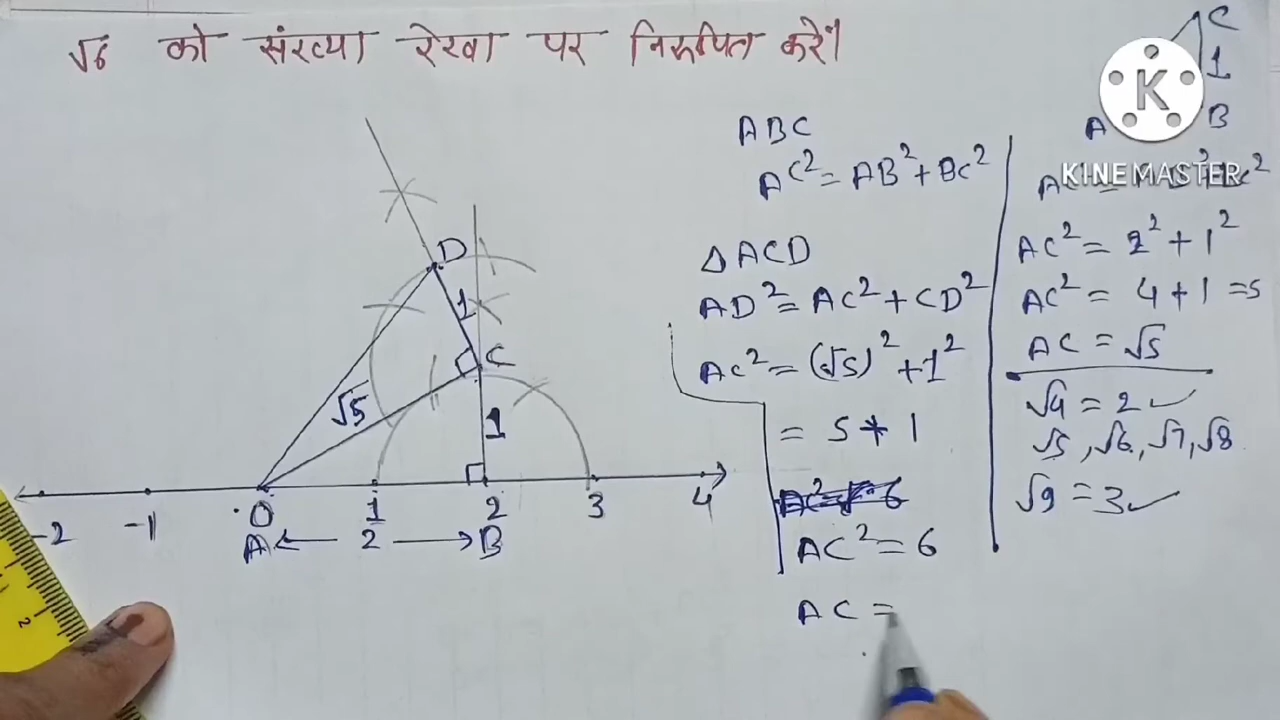 √6 को संख्या रेखा पर निरूपित करें।
D
1
C
√5
1
-2 -1 0 1 2 3 4
A 2 B
ABC
AC² = AB² + BC²
△ACD
AD² = AC² + CD²
AC² = (√5)² + 1²
= 5 + 1
AC² = 6
AC =
C
1
A B
K
KINEMASTER
AC² = 2² + 1²
AC² = 4 + 1 = 5
AC = √5
√4 = 2 ✓
√5, √6, √7, √8
√9 = 3 ✓
2